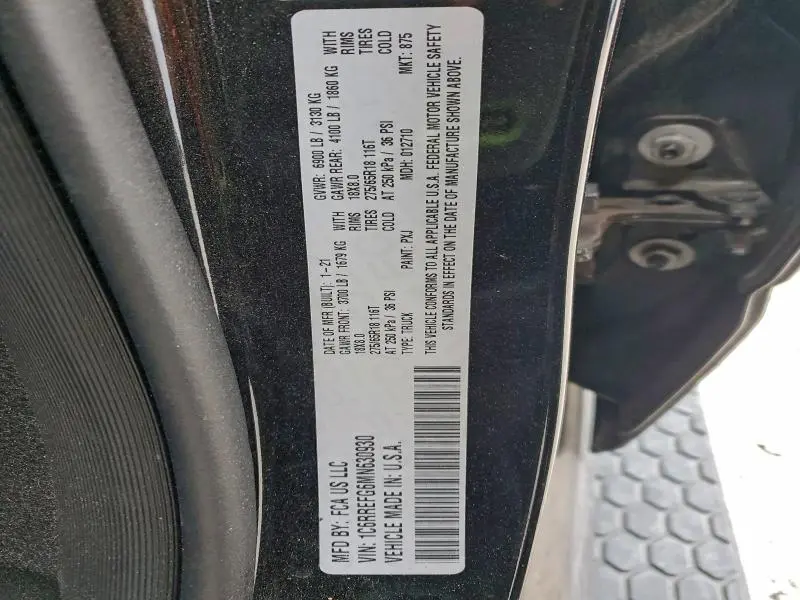 MFD BY: FCA US LLC
VIN: 1C6RREFG6MN630930
VEHICLE MADE IN: U.S.A.
DATE OF MFR (BUILT): 1-21 GVWR: 6900 LB / 3130 KG
GAWR FRONT: 3700 LB / 1679 KG WITH GAWR REAR: 4100 LB / 1860 KG WITH
18X8.0 RIMS 18X8.0 RIMS
275/65R18 116T TIRES 275/65R18 116T TIRES
AT 250 kPa / 36 PSI COLD AT 250 kPa / 36 PSI COLD
TYPE: TRUCK PAINT: PXJ MDH: 012710 MKT: 875
THIS VEHICLE CONFORMS TO ALL APPLICABLE U.S.A. FEDERAL MOTOR VEHICLE SAFETY
STANDARDS IN EFFECT ON THE DATE OF MANUFACTURE SHOWN ABOVE.